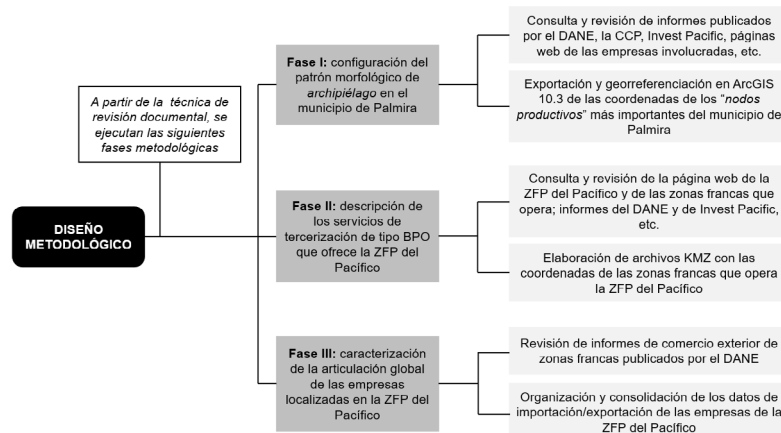 DISEÑO
METODOLÓGICO
A partir de la técnica de
revisión documental, se
ejecutan las siguientes
fases metodológicas
Fase I: configuración del
patrón morfológico de
archipiélago en el
municipio de Palmira
Consulta y revisión de informes publicados
por el DANE, la CCP, Invest Pacific, páginas
web de las empresas involucradas, etc.
Exportación y georreferenciación en ArcGIS
10.3 de las coordenadas de los “nodos
productivos” más importantes del municipio de
Palmira
Fase II: descripción de
los servicios de
tercerización de tipo BPO
que ofrece la ZFP del
Pacífico
Consulta y revisión de la página web de la
ZFP del Pacífico y de las zonas francas que
opera; informes del DANE y de Invest Pacific,
etc.
Elaboración de archivos KMZ con las
coordenadas de las zonas francas que opera
la ZFP del Pacífico
Fase III: caracterización
de la articulación global
de las empresas
localizadas en la ZFP del
Pacífico
Revisión de informes de comercio exterior de
zonas francas publicados por el DANE
Organización y consolidación de los datos de
importación/exportación de las empresas de la
ZFP del Pacífico